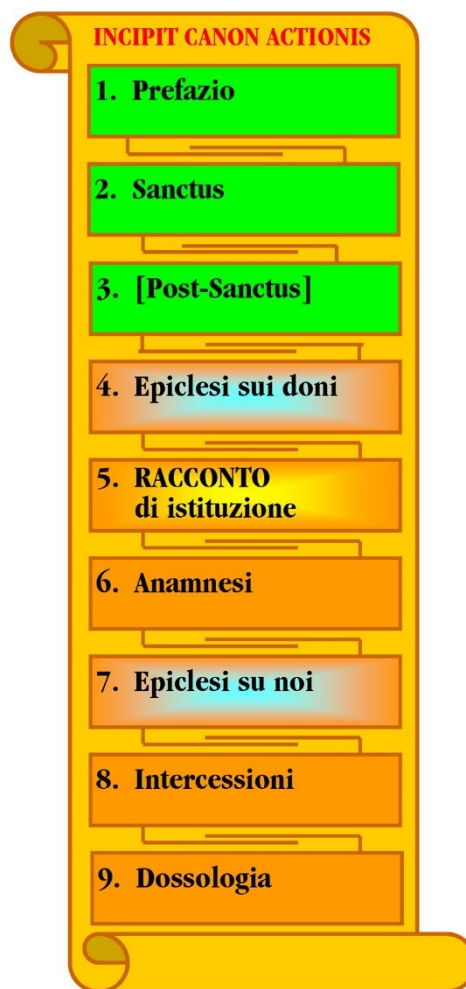 INCIPIT CANON ACTIONIS
1. Prefazio
2. Sanctus
3. [Post-Sanctus]
4. Epiclesi sui doni
5. RACCONTO
di istituzione
6. Anamnesi
7. Epiclesi su noi
8. Intercessioni
9. Dossologia